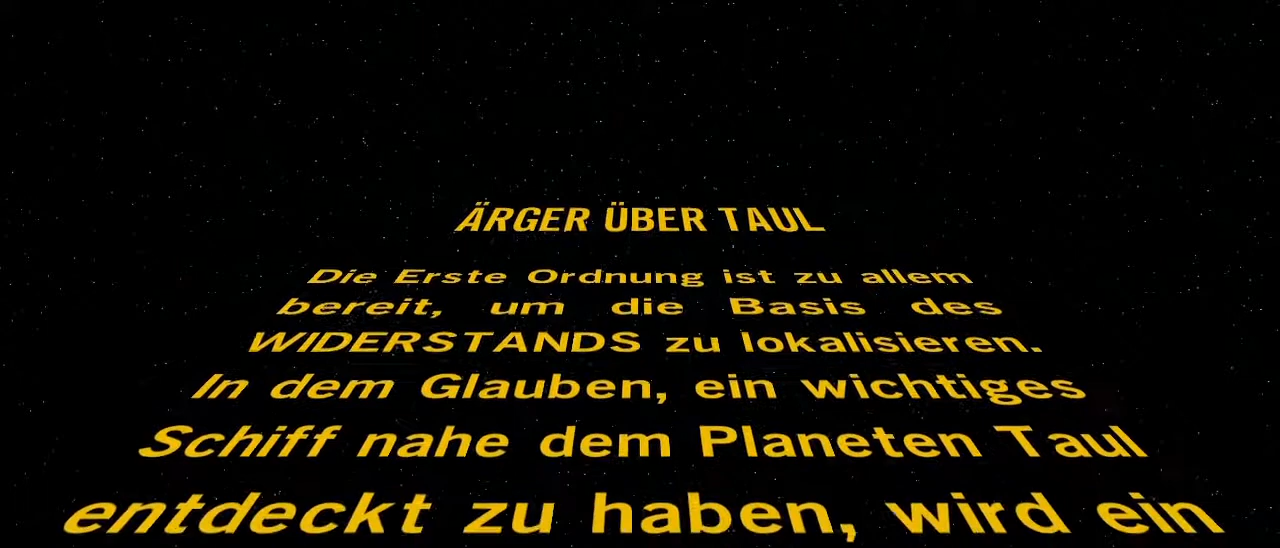 ÄRGER ÜBER TAUL
Die Erste Ordnung ist zu allem
bereit, um die Basis des
WIDERSTANDS zu lokalisieren.
In dem Glauben, ein wichtiges
Schiff nahe dem Planeten Taul
entdeckt zu haben, wird ein